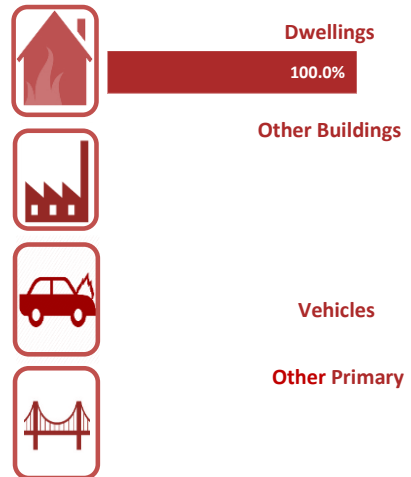 Dwellings
100.0%
Other Buildings
Vehicles
Other Primary